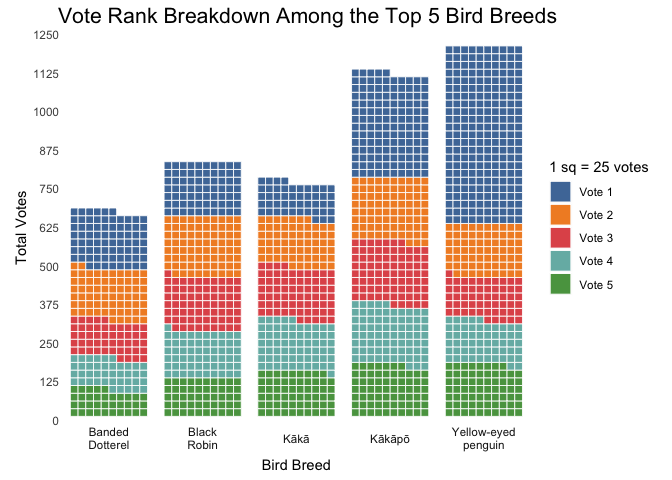 Vote Rank Breakdown Among the Top 5 Bird Breeds
1250
1125
1000
875
750
625
500
375
250
125
0
Total Votes
Banded
Dotterel
Black
Robin
Kākā
Kākāpō
Yellow-eyed
penguin
Bird Breed
1 sq = 25 votes
Vote 1
Vote 2
Vote 3
Vote 4
Vote 5